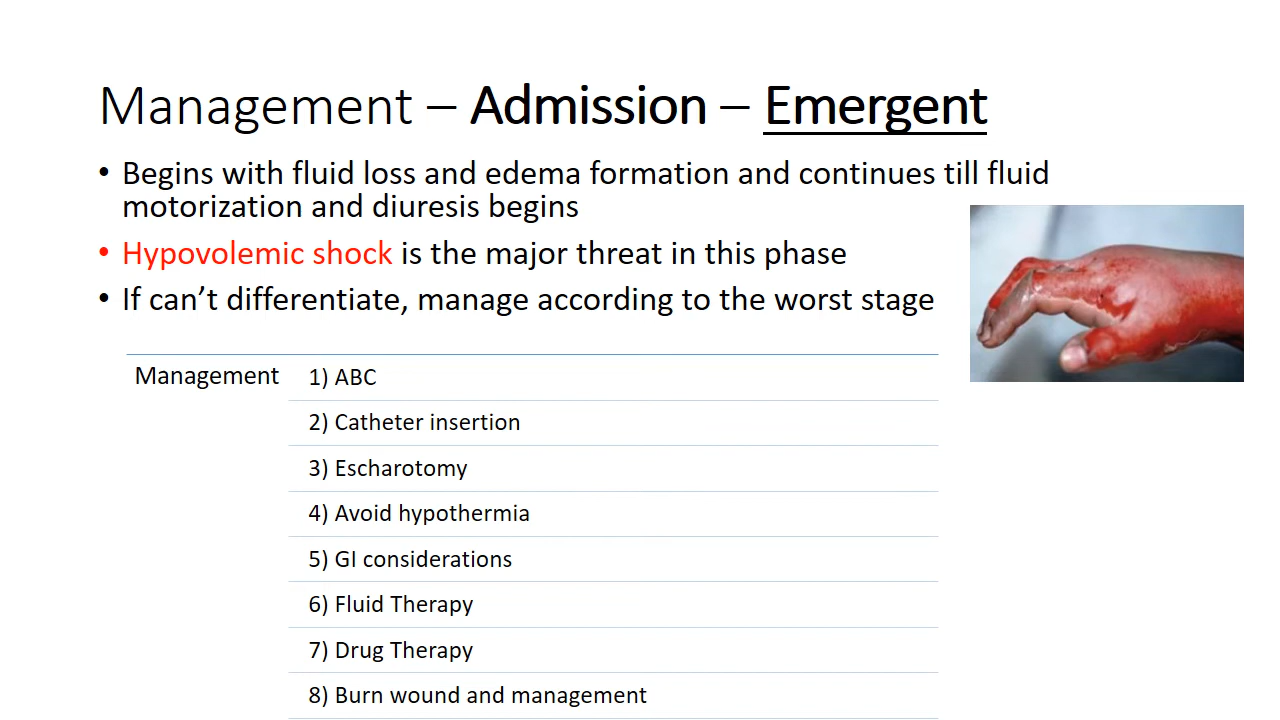 Management – Admission – Emergent
• Begins with fluid loss and edema formation and continues till fluid
motorization and diuresis begins
• Hypovolemic shock is the major threat in this phase
• If can’t differentiate, manage according to the worst stage
Management
1) ABC
2) Catheter insertion
3) Escharotomy
4) Avoid hypothermia
5) GI considerations
6) Fluid Therapy
7) Drug Therapy
8) Burn wound and management